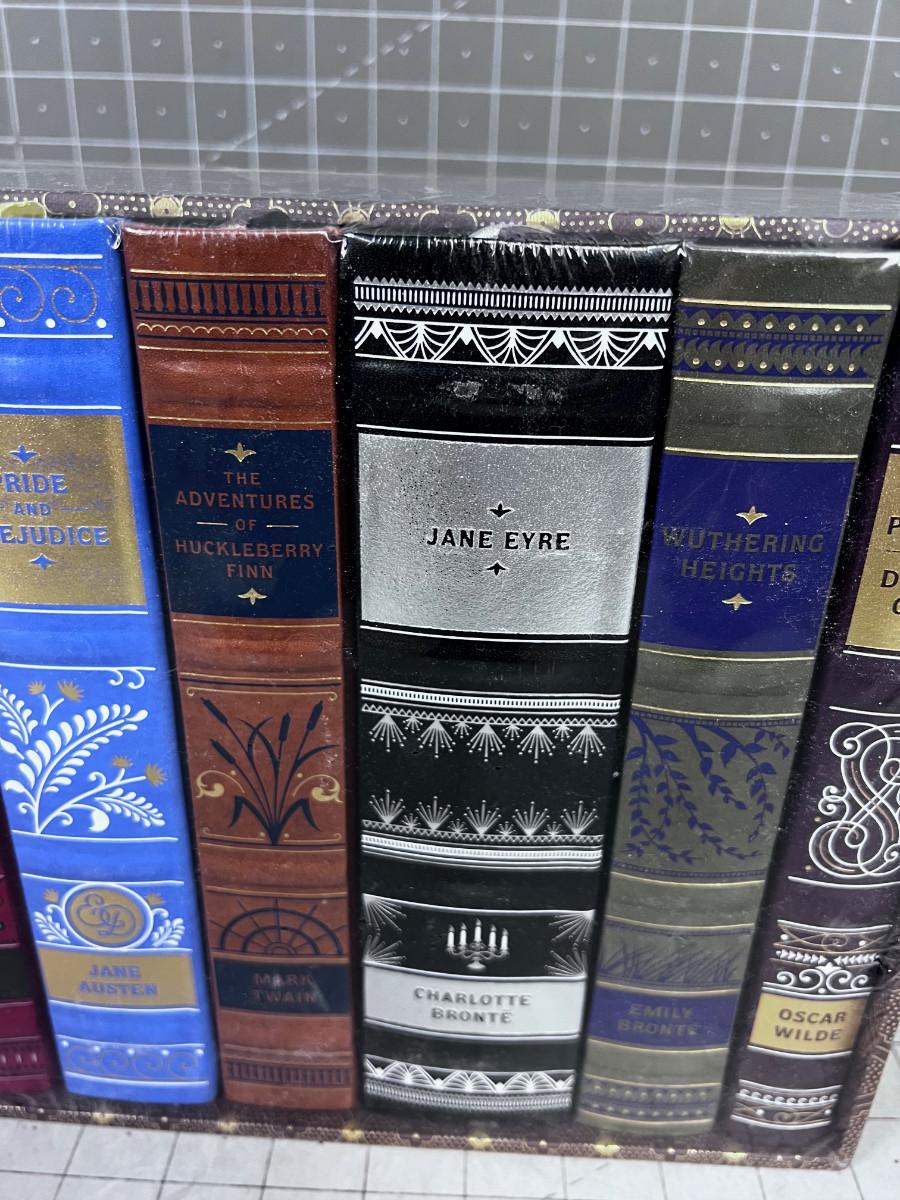 PRIDE
AND
EJUDICE
JANE
AUSTEN
THE
ADVENTURES
OF
HUCKLEBERRY
FINN
MARK
TWAIN
JANE EYRE
CHARLOTTE
BRONTË
WUTHERING
HEIGHTS
EMILY
BRONTË
P
D
OSCAR
WILDE